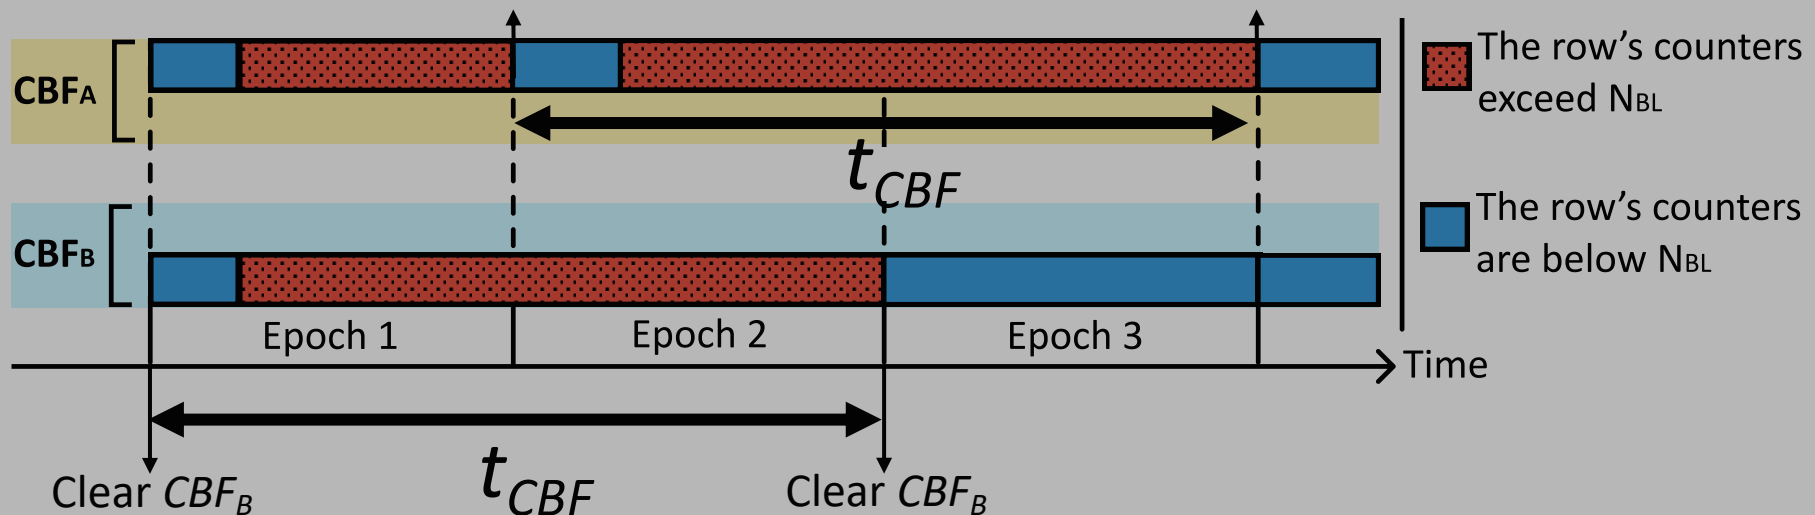 CBFA
The row's counters
exceed NBL
tCBF
CBFB
The row's counters
are below NBL
Epoch 1
Epoch 2
Epoch 3
Time
tCBF
Clear CBFB
Clear CBFB